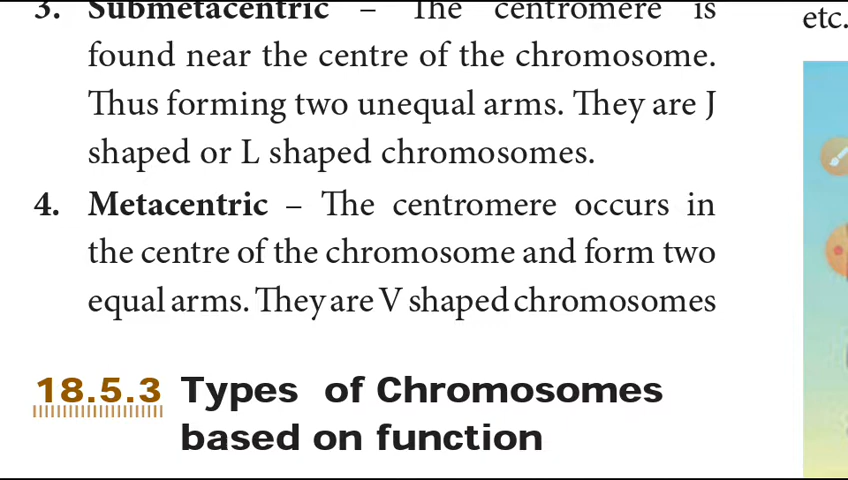 3. Submetacentric – The centromere is
found near the centre of the chromosome.
Thus forming two unequal arms. They are J
shaped or L shaped chromosomes.
4. Metacentric – The centromere occurs in
the centre of the chromosome and form two
equal arms. They are V shaped chromosomes
18.5.3 Types of Chromosomes
based on function
etc.